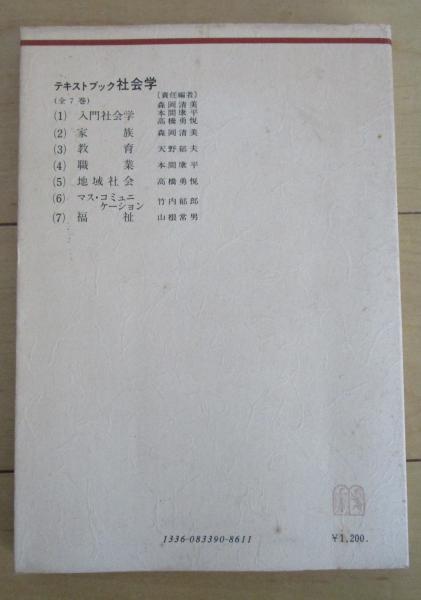 テキストブック社会学
(全7巻)
〔責任編者〕
森岡清美
(1) 入門社会学 本間康平
高橋勇悦
(2) 家族 森岡清美
(3) 教育 天野郁夫
(4) 職業 本間康平
(5) 地域社会 高橋勇悦
(6) マス・コミュニ
ケーション 竹内郁郎
(7) 福祉 山根常男
1336-083390-8611
¥1,200.